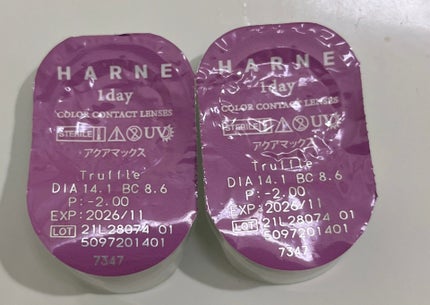 HARNE
1day
COLOR CONTACT LENSES
STERILE UV
アクアマックス
Truffle
DIA 14.1 BC 8.6
P:-2.00
EXP: 2026/11
LOT 21L28074 01
5097201401
7347
HARNE
1day
COLOR CONTACT LENSES
STERILE UV
アクアマックス
Truffle
DIA 14.1 BC 8.6
P:-2.00
EXP: 2026/11
LOT 21L28074 01
5097201401
7347